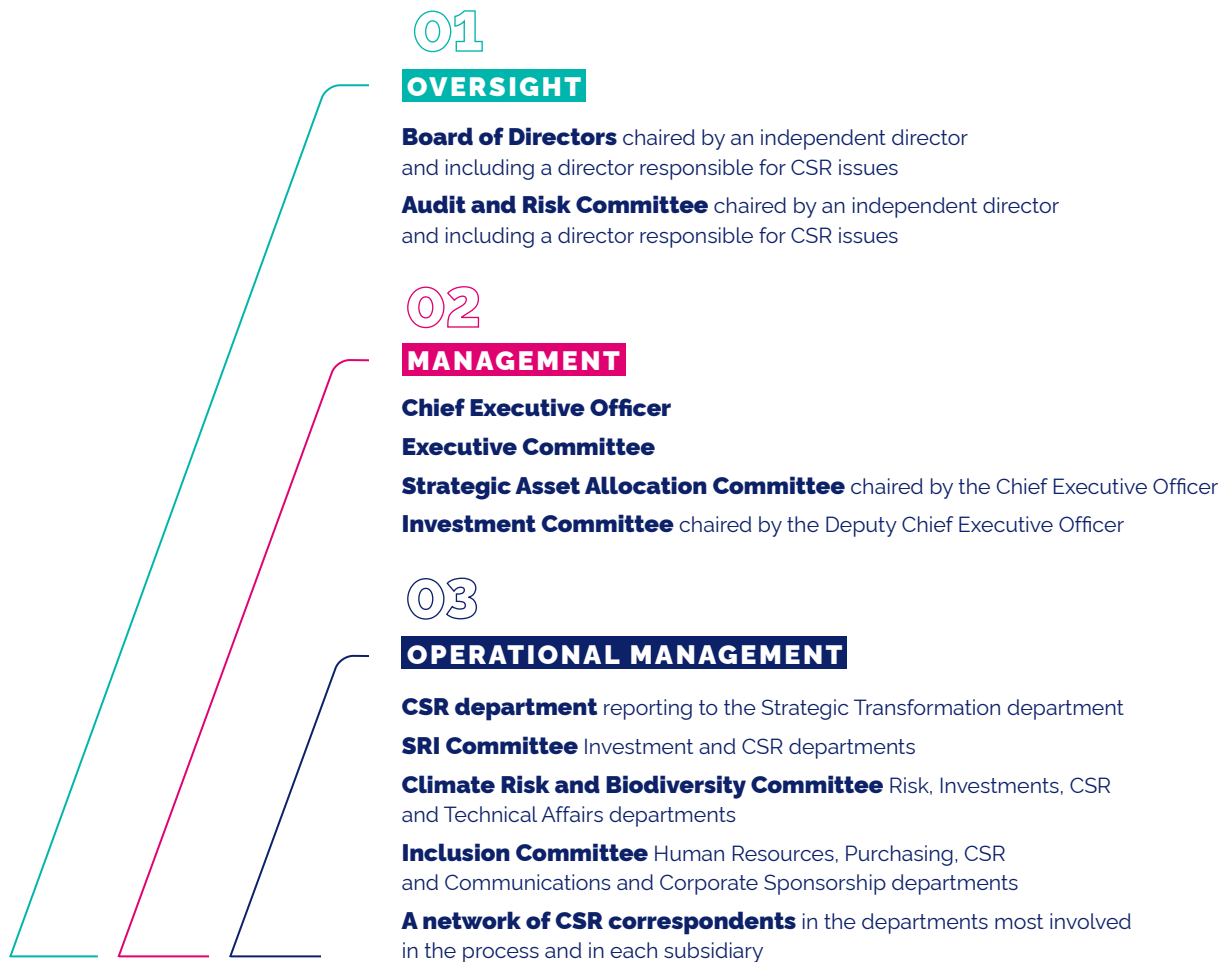 01
OVERSIGHT
Board of Directors chaired by an independent director
and including a director responsible for CSR issues
Audit and Risk Committee chaired by an independent director
and including a director responsible for CSR issues
02
MANAGEMENT
Chief Executive Officer
Executive Committee
Strategic Asset Allocation Committee chaired by the Chief Executive Officer
Investment Committee chaired by the Deputy Chief Executive Officer
03
OPERATIONAL MANAGEMENT
CSR department reporting to the Strategic Transformation department
SRI Committee Investment and CSR departments
Climate Risk and Biodiversity Committee Risk, Investments, CSR
and Technical Affairs departments
Inclusion Committee Human Resources, Purchasing, CSR
and Communications and Corporate Sponsorship departments
A network of CSR correspondents in the departments most involved
in the process and in each subsidiary